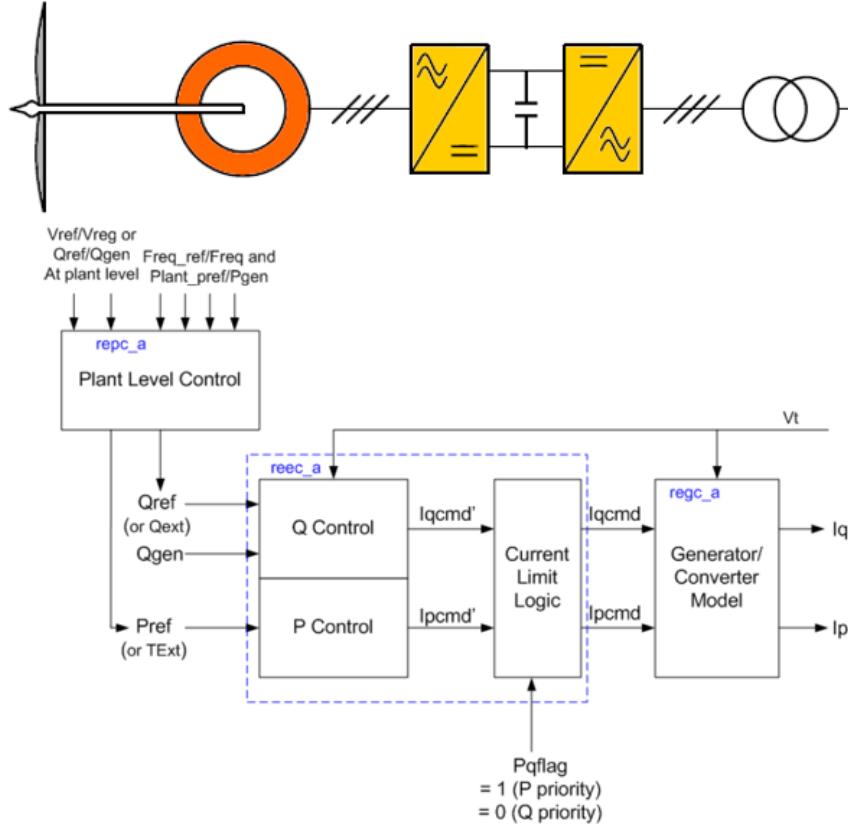 Vref/Vreg or
Qref/Qgen
At plant level
Freq_ref/Freq and
Plant_pref/Pgen
repc_a
Plant Level Control
Vt
reec_a
regc_a
Qref
(or Qext)
Qgen
Pref
(or TExt)
Q Control
P Control
Iqcmd'
Ipcmd'
Current
Limit
Logic
Iqcmd
Ipcmd
Generator/
Converter
Model
Iq
Ip
Pqflag
= 1 (P priority)
= 0 (Q priority)